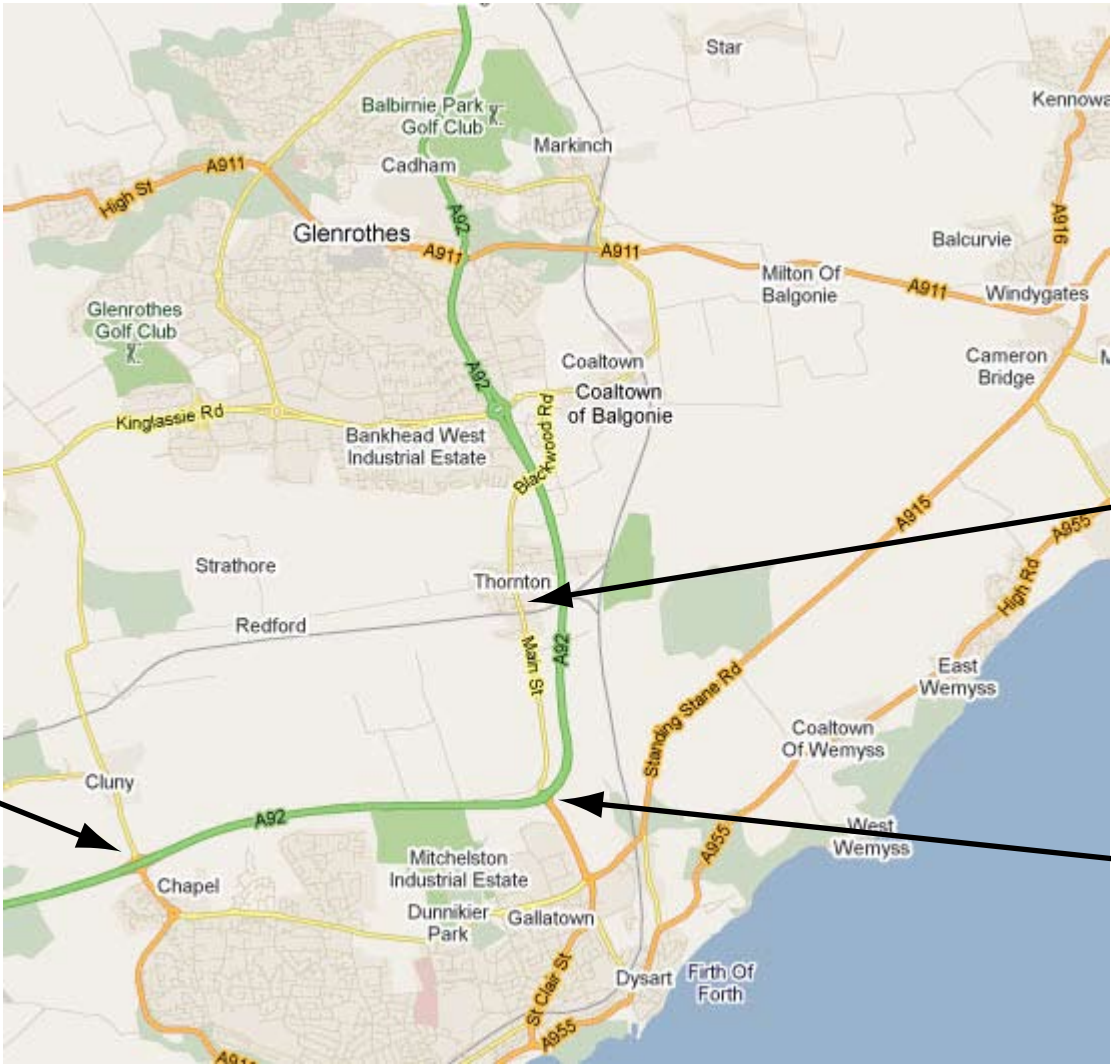 Star
Balbirnie Park
Golf Club
Kennowa
Markinch
Cadham
A911
High St
A92
A916
Glenrothes
A911
A911
Balcurvie
Milton Of
Balgonie
A911
Windygates
Glenrothes
Golf Club
Coaltown
Cameron
Bridge
M
A92
Coaltown
of Balgonie
Kinglassie Rd
Blackwood Rd
Bankhead West
Industrial Estate
A915
A955
High Rd
Strathore
Thornton
Redford
Main St
A92
East
Wemyss
Standing Stane Rd
Coaltown
Of Wemyss
Cluny
A92
West
Wemyss
A955
Mitchelston
Industrial Estate
Chapel
Dunnikier
Park
Gallatown
St Clair St
Dysart
Firth Of
Forth
A955